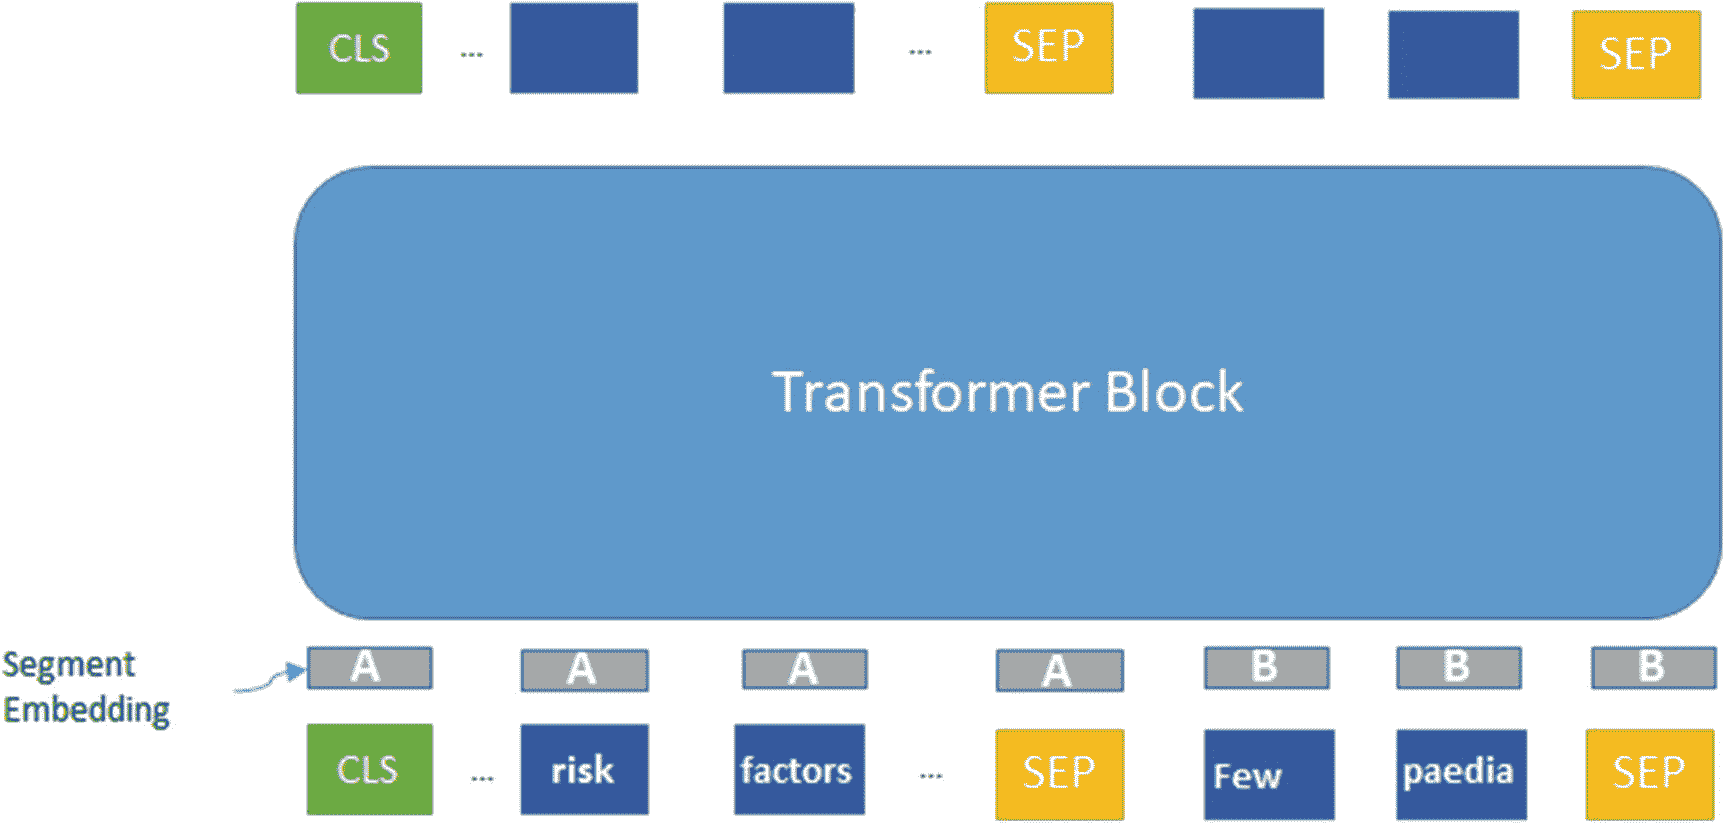 CLS ... ... SEP SEP
Transformer Block
Segment
Embedding
A A A A B B B
CLS ... risk factors ... SEP Few paedia SEP